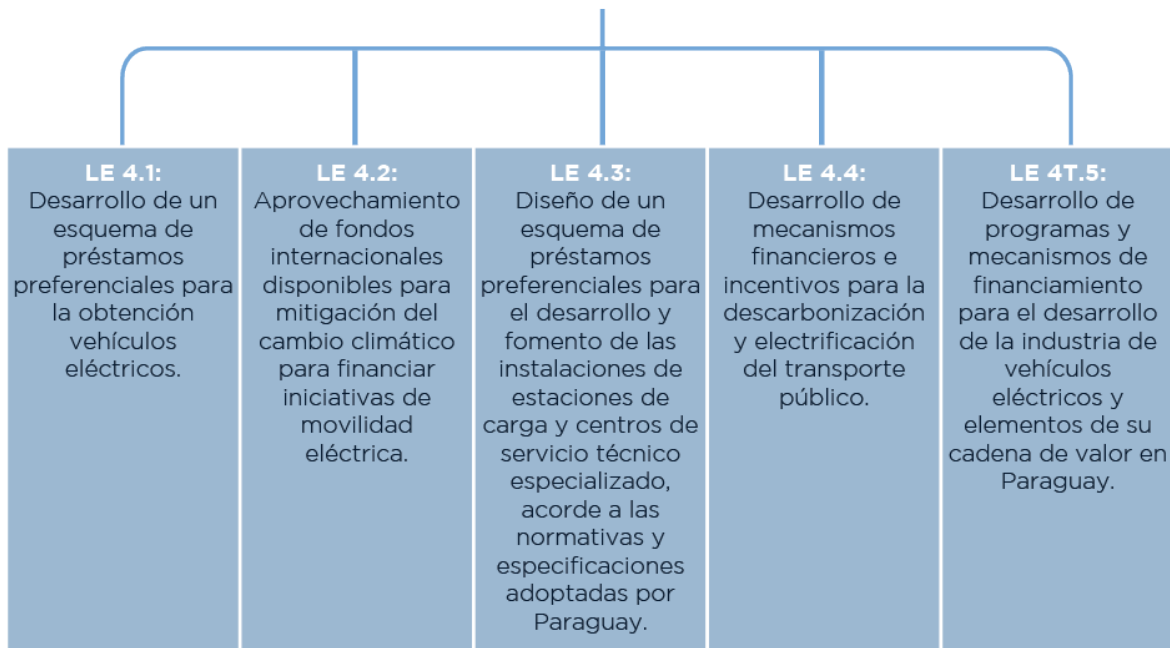 LE 4.1:
Desarrollo de un
esquema de
préstamos
preferenciales para
la obtención
vehículos
eléctricos.
LE 4.2:
Aprovechamiento
de fondos
internacionales
disponibles para
mitigación del
cambio climático
para financiar
iniciativas de
movilidad
eléctrica.
LE 4.3:
Diseño de un
esquema de
préstamos
preferenciales para
el desarrollo y
fomento de las
instalaciones de
estaciones de
carga y centros de
servicio técnico
especializado,
acorde a las
normativas y
especificaciones
adoptadas por
Paraguay.
LE 4.4:
Desarrollo de
mecanismos
financieros e
incentivos para la
descarbonización
y electrificación
del transporte
público.
LE 4T.5:
Desarrollo de
programas y
mecanismos de
financiamiento
para el desarrollo
de la industria de
vehículos
eléctricos y
elementos de su
cadena de valor en
Paraguay.